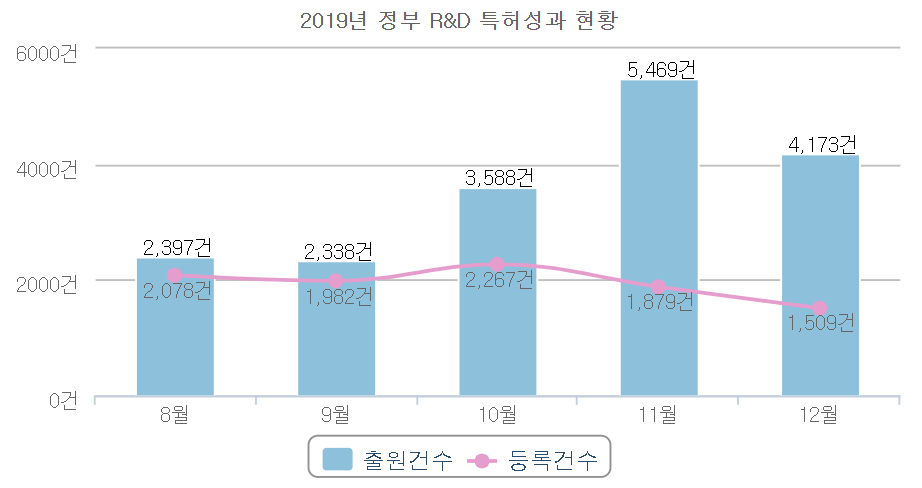 2019년 정부 R&D 특허성과 현황
6000건
5,469건
4,173건
4000건
3,588건
2,397건
2,338건
2000건
2,078건
1,982건
2,267건
1,879건
1,509건
0건
8월
9월
10월
11월
12월
출원건수 등록건수